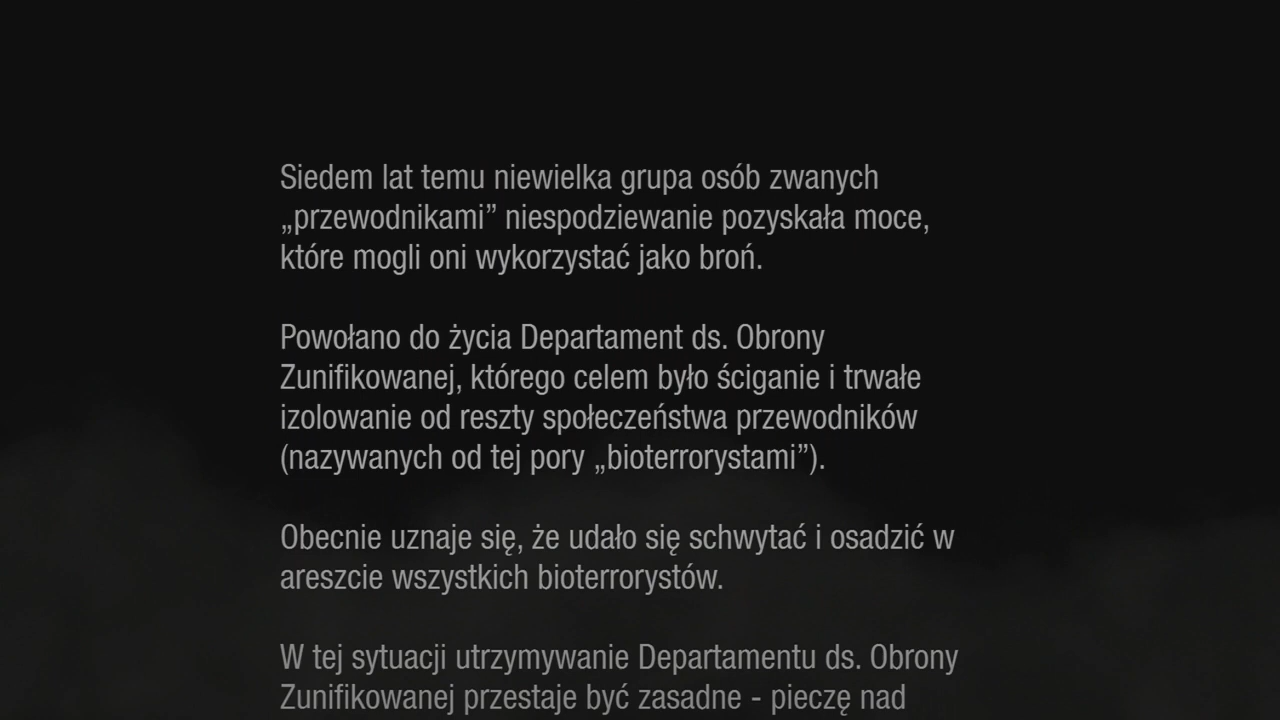 Siedem lat temu niewielka grupa osób zwanych
„przewodnikami” niespodziewanie pozyskała moce,
które mogli oni wykorzystać jako broń.
Powołano do życia Departament ds. Obrony
Zunifikowanej, którego celem było ściganie i trwałe
izolowanie od reszty społeczeństwa przewodników
(nazywanych od tej pory „bioterrorystami”).
Obecnie uznaje się, że udało się schwytać i osadzić w
areszcie wszystkich bioterrorystów.
W tej sytuacji utrzymywanie Departamentu ds. Obrony
Zunifikowanej przestaje być zasadne - pieczę nad